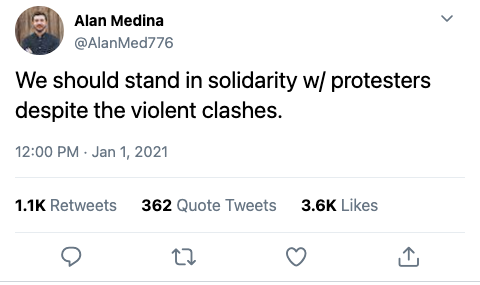 Alan Medina
@AlanMed776
We should stand in solidarity w/ protesters
despite the violent clashes.
12:00 PM · Jan 1, 2021
1.1K Retweets 362 Quote Tweets 3.6K Likes